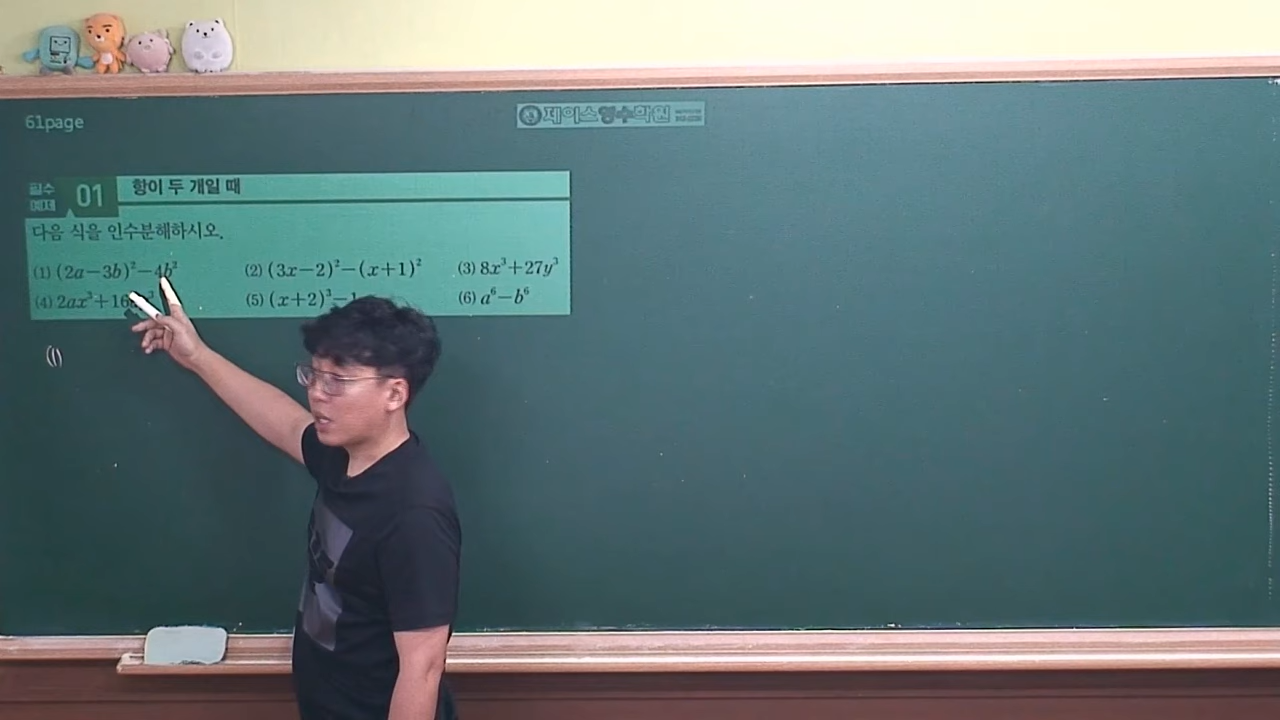 61page
제이스영수학원
필수 예제 01 항이 두 개일 때
다음 식을 인수분해하시오.
(1) (2a−3b)²−4b² (2) (3x−2)²−(x+1)² (3) 8x³+27y³
(4) 2ax³+16 (5) (x+2)³−1 (6) a⁶−b⁶
(1)